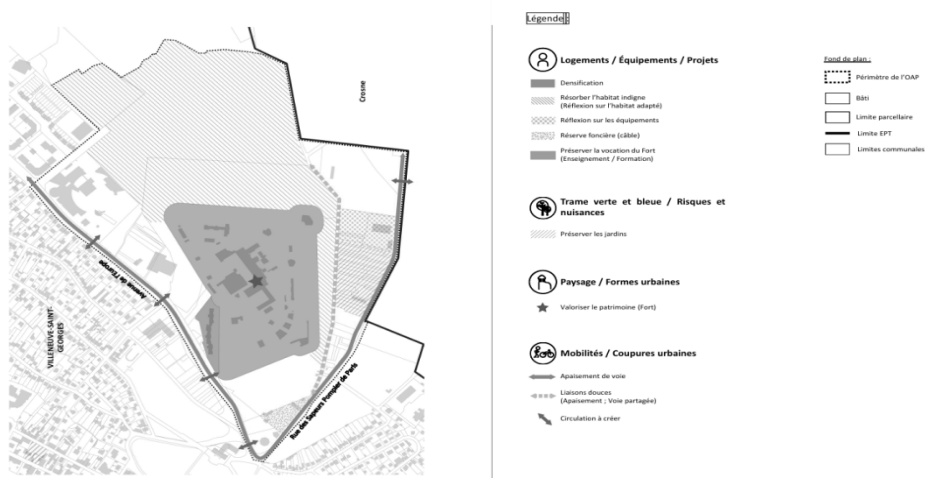 Crosne
Avenue de l'Europe
VILLENEUVE-SAINT-
GEORGES
Rue des Sapeurs Pompier de Paris
Légende :
Logements / Équipements / Projets
Densification
Résorber l'habitat indigne
(Réflexion sur l'habitat adapté)
Réflexion sur les équipements
Réserve foncière (câble)
Préserver la vocation du Fort
(Enseignement / Formation)
Trame verte et bleue / Risques et
nuisances
Préserver les jardins
Paysage / Formes urbaines
Valoriser le patrimoine (Fort)
Mobilités / Coupures urbaines
Apaisement de voie
Liaisons douces
(Apaisement ; Voie partagée)
Circulation à créer
Fond de plan :
Périmètre de l'OAP
Bâti
Limite parcellaire
Limite EPT
Limites communales